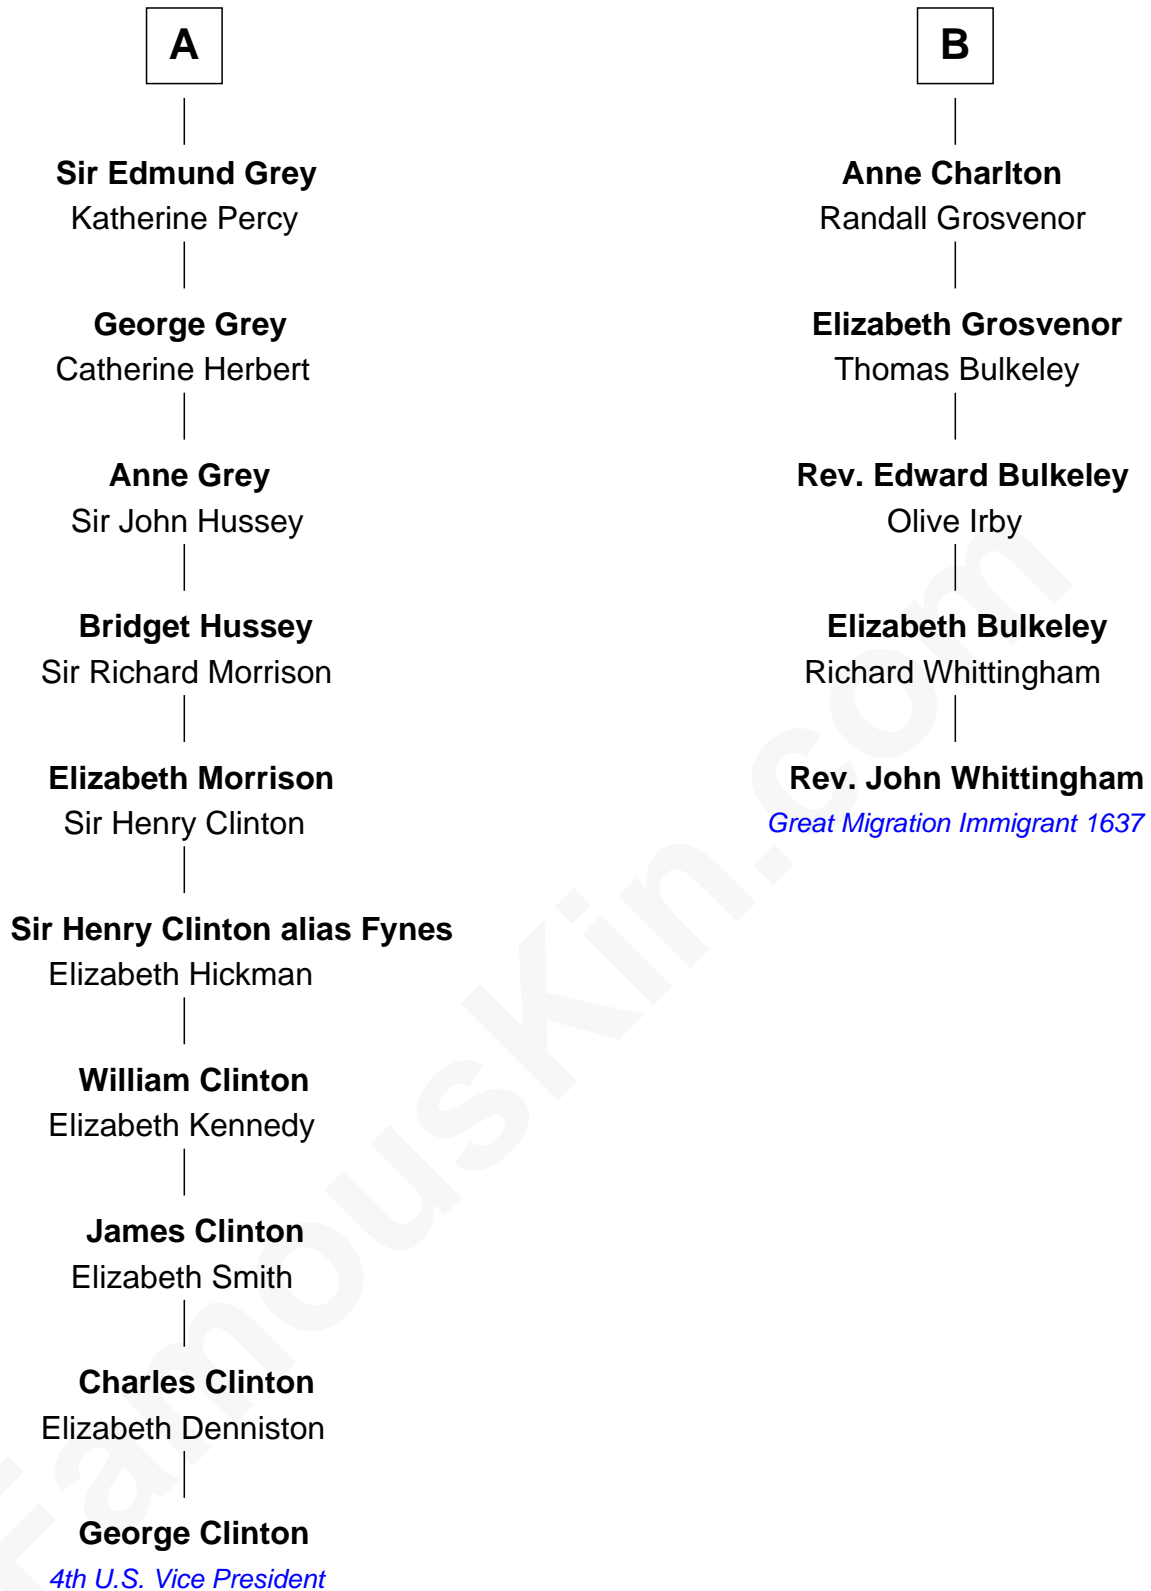 A
Sir Edmund Grey
Katherine Percy
George Grey
Catherine Herbert
Anne Grey
Sir John Hussey
Bridget Hussey
Sir Richard Morrison
Elizabeth Morrison
Sir Henry Clinton
Sir Henry Clinton alias Fynes
Elizabeth Hickman
William Clinton
Elizabeth Kennedy
James Clinton
Elizabeth Smith
Charles Clinton
Elizabeth Denniston
George Clinton
4th U.S. Vice President
B
Anne Charlton
Randall Grosvenor
Elizabeth Grosvenor
Thomas Bulkeley
Rev. Edward Bulkeley
Olive Irby
Elizabeth Bulkeley
Richard Whittingham
Rev. John Whittingham
Great Migration Immigrant 1637
FamousKin.com